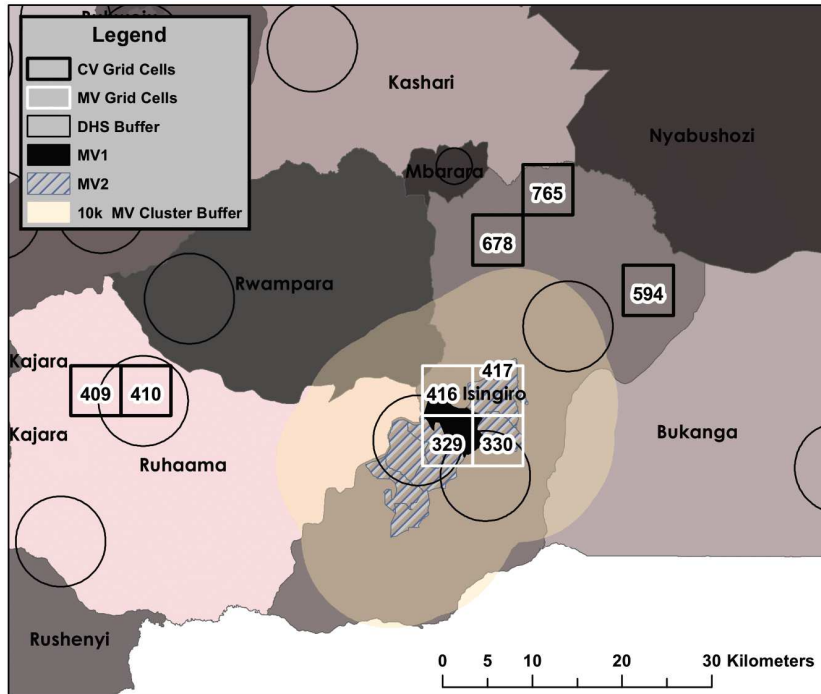 Legend
CV Grid Cells
MV Grid Cells
DHS Buffer
MV1
MV2
10k MV Cluster Buffer
Kashari
Nyabushozi
Mbarara
765
678
594
Rwampara
Kajara
409 410
417
416
Isingiro
Kajara
329 330
Bukanga
Ruhaama
Rushenyi
0 5 10 20 30 Kilometers